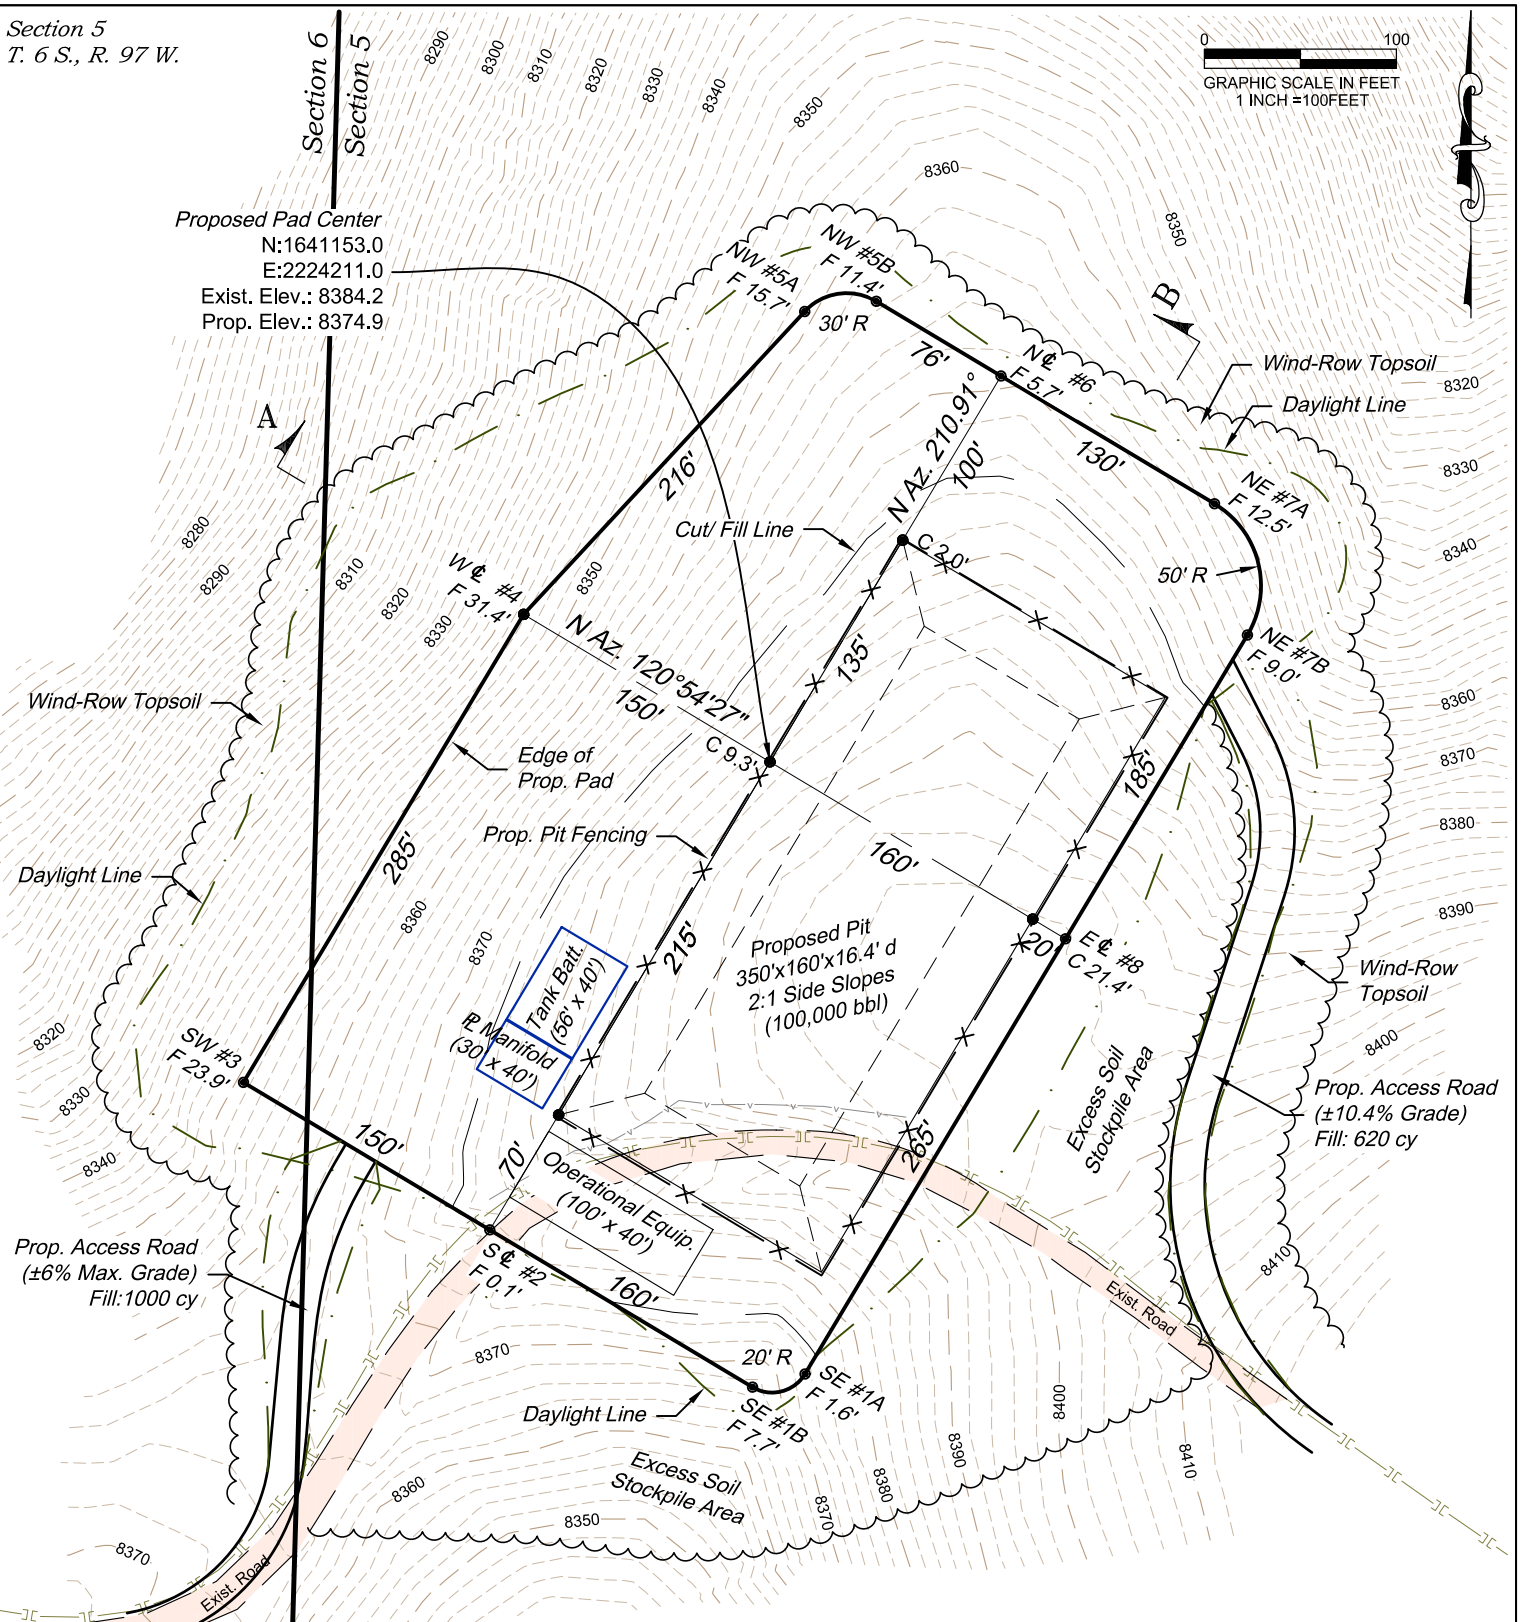 Section 5
T. 6 S., R. 97 W.
Section 6
Section 5
8290
8300
8310
8320
8330
8340
8350
8360
8350
0 100
GRAPHIC SCALE IN FEET
1 INCH =100FEET
Proposed Pad Center
N:1641153.0
E:2224211.0
Exist. Elev.: 8384.2
Prop. Elev.: 8374.9
NW #5A
F 15.7'
NW #5B
F 11.4'
30' R
76'
N℄ #6
F 5.7'
B
Wind-Row Topsoil
Daylight Line
8320
8330
8340
8360
8370
8380
8390
8400
8410
A
216'
N Az. 210.91°
100'
130'
NE #7A
F 12.5'
50' R
NE #7B
F 9.0'
Cut/ Fill Line
C 2.0'
8280
8290
8310
8320
8330
8350
W℄ #4
F 31.4'
N Az. 120°54'27"
150'
135'
C 9.3'
185'
Wind-Row Topsoil
Edge of
Prop. Pad
Prop. Pit Fencing
160'
285'
Daylight Line
8360
8370
215'
Proposed Pit
350'x160'x16.4' d
2:1 Side Slopes
(100,000 bbl)
20'
E℄ #8
C 21.4'
Wind-Row
Topsoil
Tank Batt.
(56' x 40')
℄ Manifold
(30' x 40')
SW #3
F 23.9'
8320
8330
8340
Excess Soil
Stockpile Area
Prop. Access Road
(±10.4% Grade)
Fill: 620 cy
265'
150'
70'
Operational Equip.
(100' x 40')
Prop. Access Road
(±6% Max. Grade)
Fill:1000 cy
S℄ #2
F 0.1'
160'
Exist. Road
8370
20' R
SE #1A
F 1.6'
SE #1B
F 7.7'
Daylight Line
Excess Soil
Stockpile Area
8360
8350
8370
8380
8390
8400
8410
8370
Exist. Road